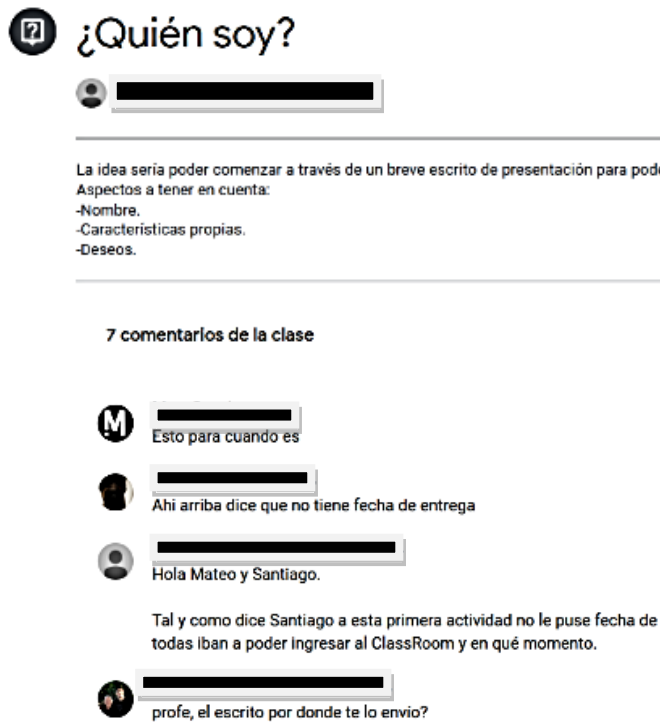 ¿Quién soy?
La idea sería poder comenzar a través de un breve escrito de presentación para pod
Aspectos a tener en cuenta:
-Nombre.
-Características propias.
-Deseos.
7 comentarios de la clase
M
Esto para cuando es
Ahi arriba dice que no tiene fecha de entrega
Hola Mateo y Santiago.
Tal y como dice Santiago a esta primera actividad no le puse fecha de
todas iban a poder ingresar al ClassRoom y en qué momento.
profe, el escrito por donde te lo envio?